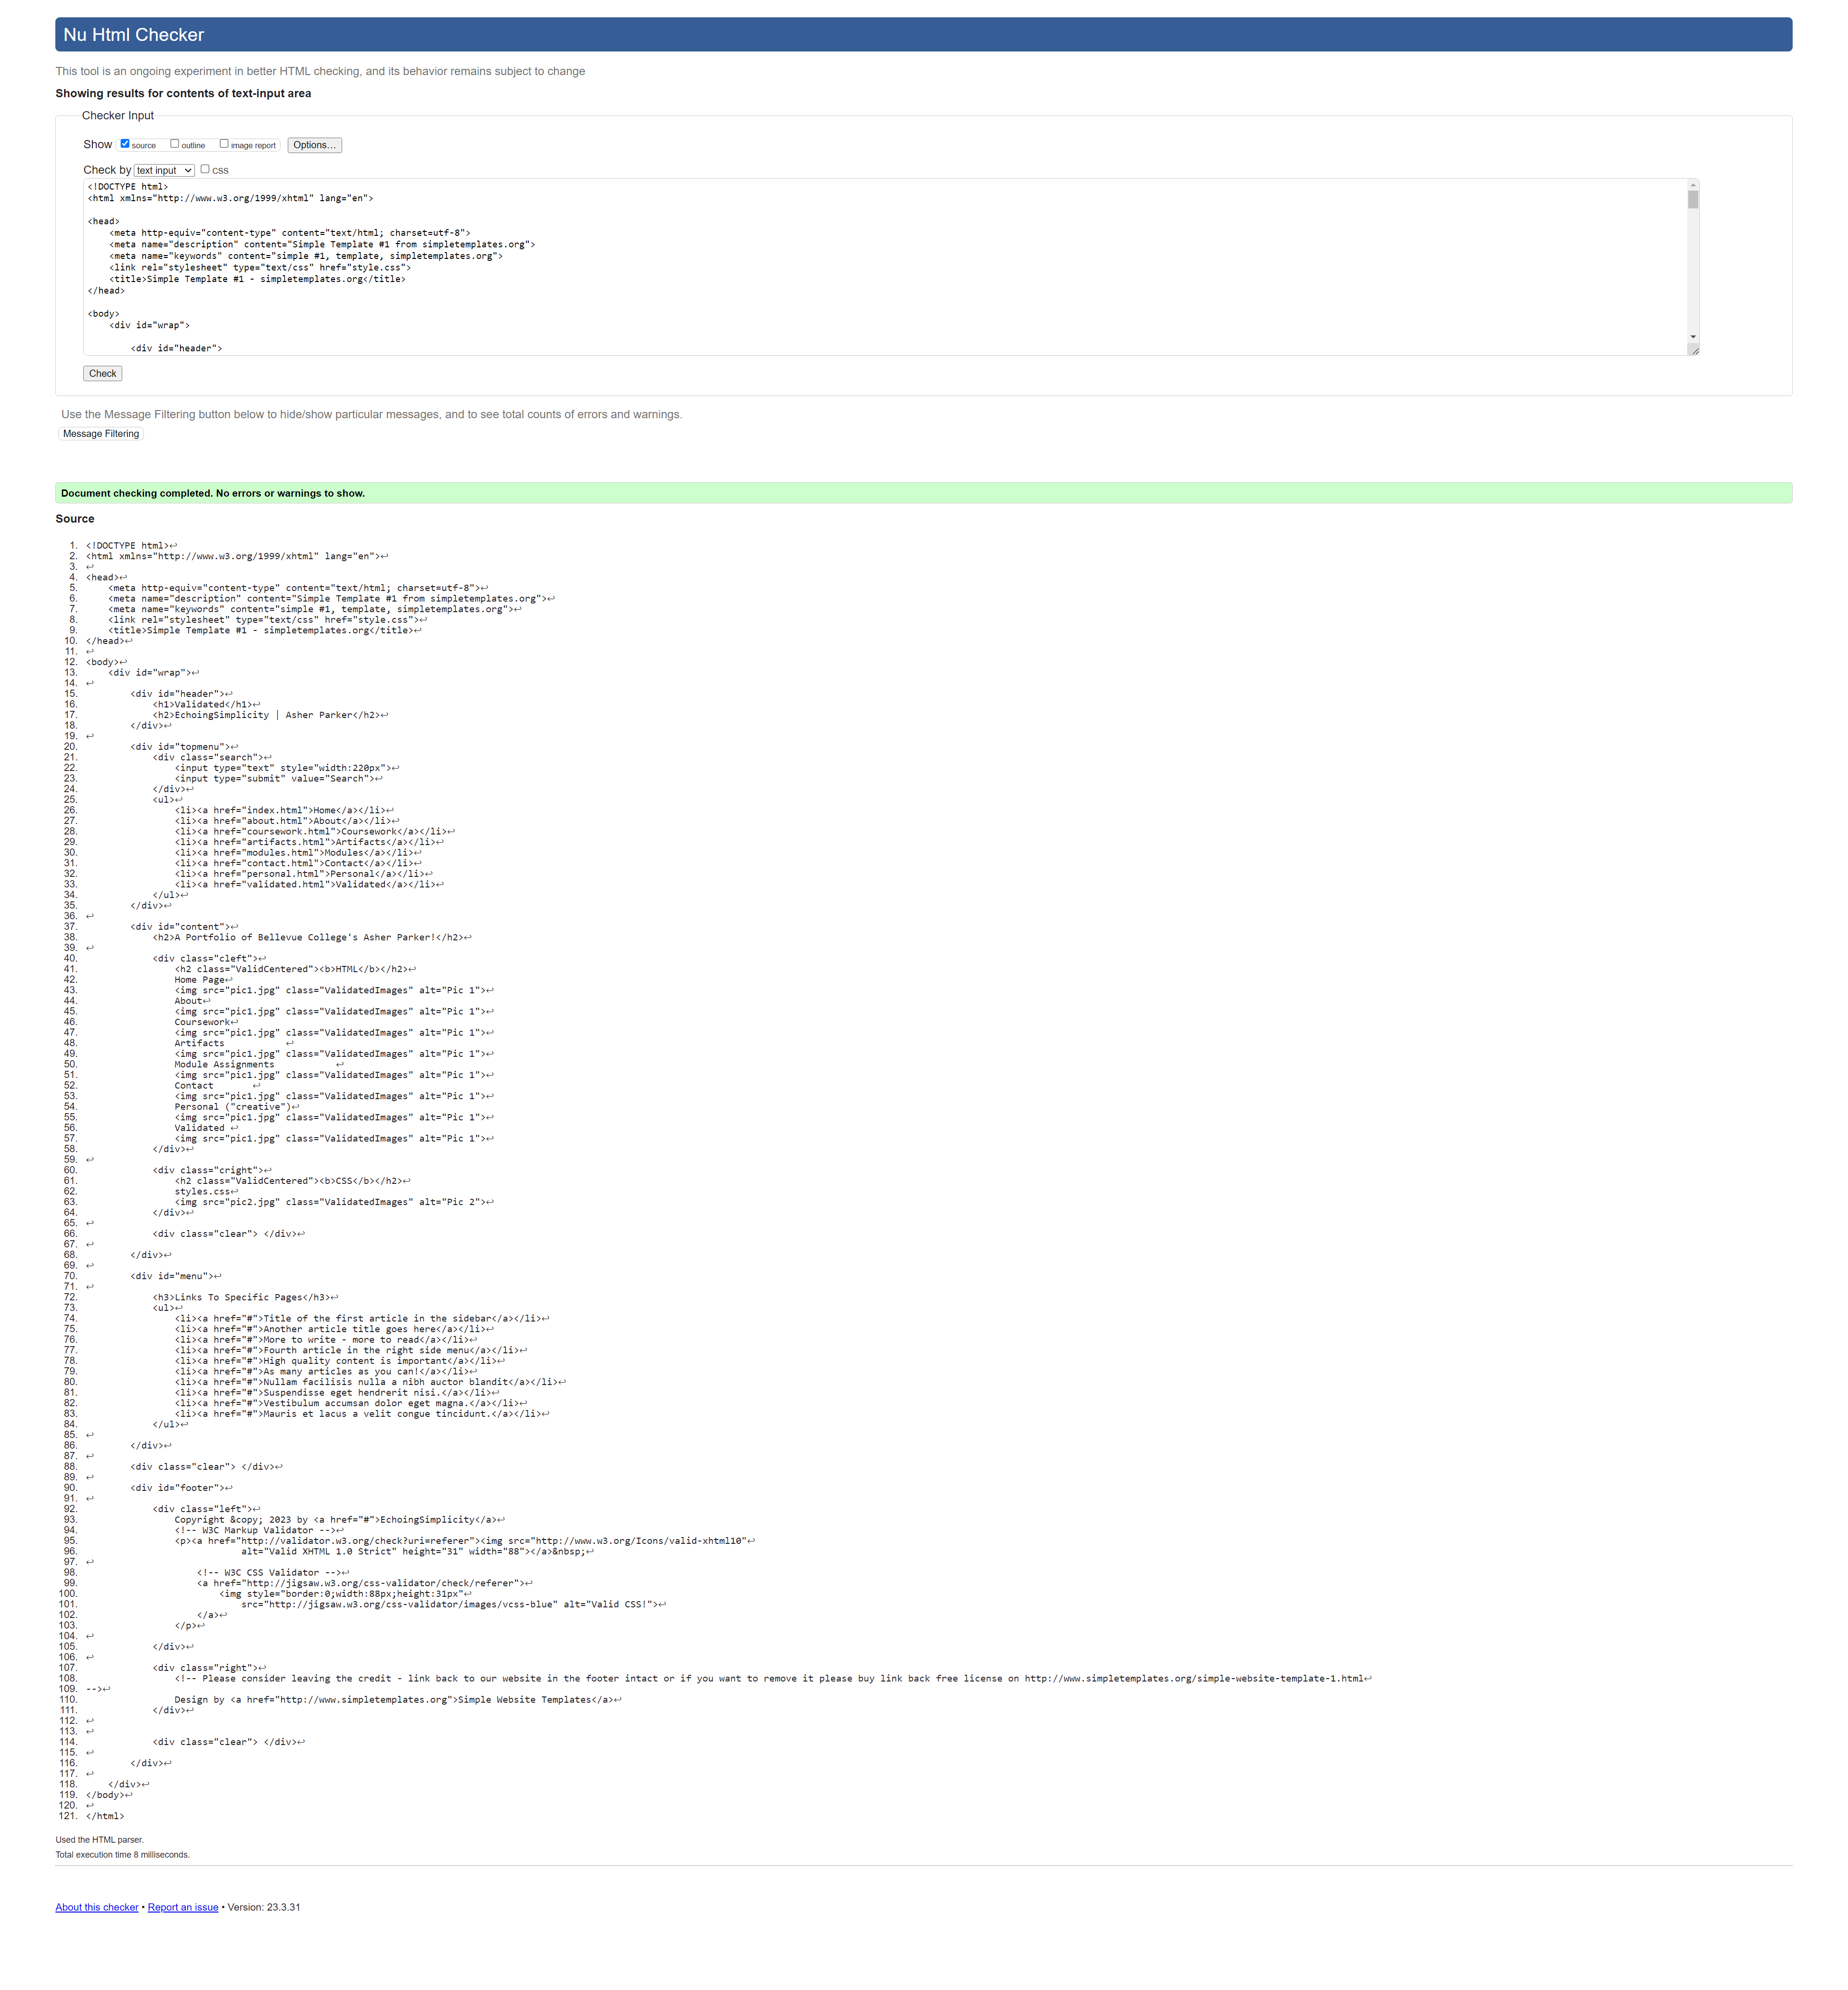 Nu Html Checker
This tool is an ongoing experiment in better HTML checking, and its behavior remains subject to change
Showing results for contents of text-input area
Checker Input
Show source outline image report Options...
Check by text input css
<!DOCTYPE html>
<html xmlns="http://www.w3.org/1999/xhtml" lang="en">
<head>
<meta http-equiv="content-type" content="text/html; charset=utf-8">
<meta name="description" content="Simple Template #1 from simpletemplates.org">
<meta name="keywords" content="simple #1, template, simpletemplates.org">
<link rel="stylesheet" type="text/css" href="style.css">
<title>Simple Template #1 - simpletemplates.org</title>
</head>
<body>
<div id="wrap">
<div id="header">
Check
Use the Message Filtering button below to hide/show particular messages, and to see total counts of errors and warnings.
Message Filtering
Document checking completed. No errors or warnings to show.
Source
1. <!DOCTYPE html>↩
2. <html xmlns="http://www.w3.org/1999/xhtml" lang="en">↩
3. ↩
4. <head>↩
5. <meta http-equiv="content-type" content="text/html; charset=utf-8">↩
6. <meta name="description" content="Simple Template #1 from simpletemplates.org">↩
7. <meta name="keywords" content="simple #1, template, simpletemplates.org">↩
8. <link rel="stylesheet" type="text/css" href="style.css">↩
9. <title>Simple Template #1 - simpletemplates.org</title>↩
10. </head>↩
11. ↩
12. <body>↩
13. <div id="wrap">↩
14. ↩
15. <div id="header">↩
16. <h1>Validated</h1>↩
17. <h2>EchoingSimplicity | Asher Parker</h2>↩
18. </div>↩
19. ↩
20. <div id="topmenu">↩
21. <div class="search">↩
22. <input type="text" style="width:220px">↩
23. <input type="submit" value="Search">↩
24. </div>↩
25. <ul>↩
26. <li><a href="index.html">Home</a></li>↩
27. <li><a href="about.html">About</a></li>↩
28. <li><a href="coursework.html">Coursework</a></li>↩
29. <li><a href="artifacts.html">Artifacts</a></li>↩
30. <li><a href="modules.html">Modules</a></li>↩
31. <li><a href="contact.html">Contact</a></li>↩
32. <li><a href="personal.html">Personal</a></li>↩
33. <li><a href="validated.html">Validated</a></li>↩
34. </ul>↩
35. </div>↩
36. ↩
37. <div id="content">↩
38. <h2>A Portfolio of Bellevue College's Asher Parker!</h2>↩
39. ↩
40. <div class="cleft">↩
41. <h2 class="ValidCentered"><b>HTML</b></h2>↩
42. Home Page↩
43. <img src="pic1.jpg" class="ValidatedImages" alt="Pic 1">↩
44. About↩
45. <img src="pic1.jpg" class="ValidatedImages" alt="Pic 1">↩
46. Coursework↩
47. <img src="pic1.jpg" class="ValidatedImages" alt="Pic 1">↩
48. Artifacts ↩
49. <img src="pic1.jpg" class="ValidatedImages" alt="Pic 1">↩
50. Module Assignments ↩
51. <img src="pic1.jpg" class="ValidatedImages" alt="Pic 1">↩
52. Contact ↩
53. <img src="pic1.jpg" class="ValidatedImages" alt="Pic 1">↩
54. Personal ("creative")↩
55. <img src="pic1.jpg" class="ValidatedImages" alt="Pic 1">↩
56. Validated ↩
57. <img src="pic1.jpg" class="ValidatedImages" alt="Pic 1">↩
58. </div>↩
59. ↩
60. <div class="cright">↩
61. <h2 class="ValidCentered"><b>CSS</b></h2>↩
62. styles.css↩
63. <img src="pic2.jpg" class="ValidatedImages" alt="Pic 2">↩
64. </div>↩
65. ↩
66. <div class="clear"> </div>↩
67. ↩
68. </div>↩
69. ↩
70. <div id="menu">↩
71. ↩
72. <h3>Links To Specific Pages</h3>↩
73. <ul>↩
74. <li><a href="#">Title of the first article in the sidebar</a></li>↩
75. <li><a href="#">Another article title goes here</a></li>↩
76. <li><a href="#">More to write - more to read</a></li>↩
77. <li><a href="#">Fourth article in the right side menu</a></li>↩
78. <li><a href="#">High quality content is important</a></li>↩
79. <li><a href="#">As many articles as you can!</a></li>↩
80. <li><a href="#">Nullam facilisis nulla a nibh auctor blandit</a></li>↩
81. <li><a href="#">Suspendisse eget hendrerit nisi.</a></li>↩
82. <li><a href="#">Vestibulum accumsan dolor eget magna.</a></li>↩
83. <li><a href="#">Mauris et lacus a velit congue tincidunt.</a></li>↩
84. </ul>↩
85. ↩
86. </div>↩
87. ↩
88. <div class="clear"> </div>↩
89. ↩
90. <div id="footer">↩
91. ↩
92. <div class="left">↩
93. Copyright &copy; 2023 by <a href="#">EchoingSimplicity</a>↩
94. <!-- W3C Markup Validator -->↩
95. <p><a href="http://validator.w3.org/check?uri=referer"><img src="http://www.w3.org/Icons/valid-xhtml10"↩
96. alt="Valid XHTML 1.0 Strict" height="31" width="88"></a>&nbsp;↩
97. ↩
98. <!-- W3C CSS Validator -->↩
99. <a href="http://jigsaw.w3.org/css-validator/check/referer">↩
100. <img style="border:0;width:88px;height:31px"↩
101. src="http://jigsaw.w3.org/css-validator/images/vcss-blue" alt="Valid CSS!">↩
102. </a>↩
103. </p>↩
104. ↩
105. </div>↩
106. ↩
107. <div class="right">↩
108. <!-- Please consider leaving the credit - link back to our website in the footer intact or if you want to remove it please buy link back free license on http://www.simpletemplates.org/simple-website-template-1.html↩
109. -->↩
110. Design by <a href="http://www.simpletemplates.org">Simple Website Templates</a>↩
111. </div>↩
112. ↩
113. ↩
114. <div class="clear"> </div>↩
115. ↩
116. </div>↩
117. ↩
118. </div>↩
119. </body>↩
120. ↩
121. </html>
Used the HTML parser.
Total execution time 8 milliseconds.
About this checker • Report an issue • Version: 23.3.31